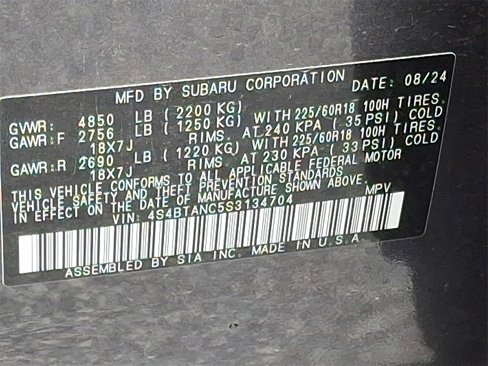 MFD BY SUBARU CORPORATION DATE: 08/24
GVWR: 4850 LB ( 2200 KG)
GAWR:F 2756 LB ( 1250 KG) WITH 225/60R18 100H TIRES,
18X7J RIMS, AT 240 KPA ( 35 PSI) COLD
GAWR:R 2690 LB ( 1220 KG) WITH 225/60R18 100H TIRES,
18X7J RIMS, AT 230 KPA ( 33 PSI) COLD
THIS VEHICLE CONFORMS TO ALL APPLICABLE FEDERAL MOTOR
VEHICLE SAFETY AND THEFT PREVENTION STANDARDS
IN EFFECT ON THE DATE OF MANUFACTURE SHOWN ABOVE.
VIN: 4S4BTANC5S3134704 MPV
ASSEMBLED BY SIA INC. MADE IN U.S.A